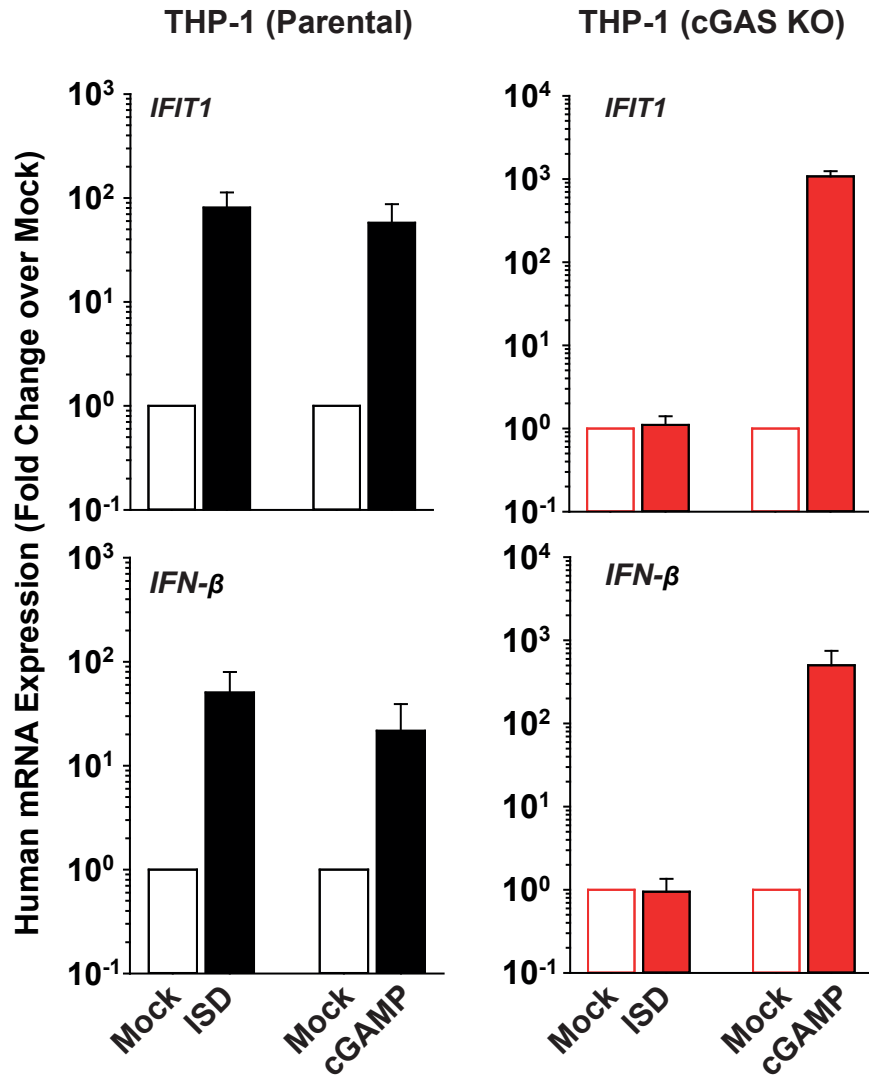 THP-1 (Parental)
THP-1 (cGAS KO)
Human mRNA Expression (Fold Change over Mock)
IFIT1
10³
10²
10¹
10⁰
10⁻¹
IFIT1
10⁴
10³
10²
10¹
10⁰
10⁻¹
IFN-β
10³
10²
10¹
10⁰
10⁻¹
IFN-β
10⁴
10³
10²
10¹
10⁰
10⁻¹
Mock
ISD
Mock
cGAMP
Mock
ISD
Mock
cGAMP